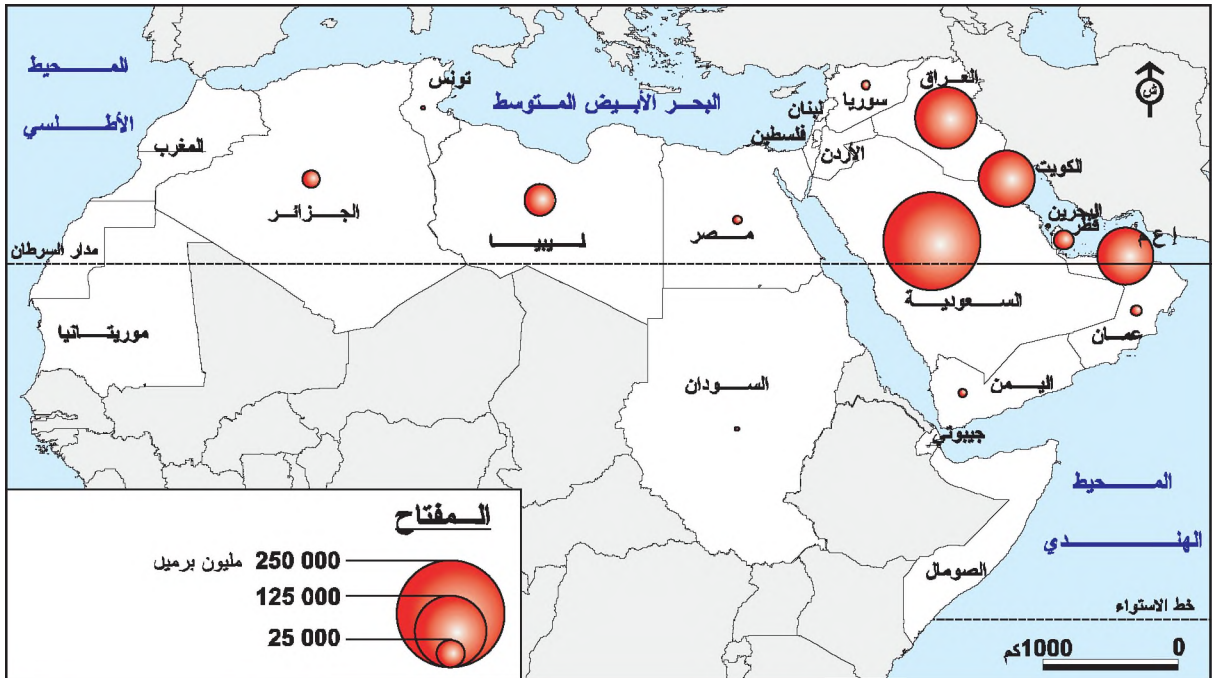 المحيط
الأطلسي
البحر الأبيض المتوسط
تونس
المغرب
الجزائر
ليبيا
مصر
لبنان
فلسطين
سوريا
الأردن
العراق
الكويت
البحرين
قطر
إ ع م
مدار السرطان
السعودية
عمان
اليمن
موريتانيا
السودان
جيبوتي
الصومال
المحيط
الهندي
خط الاستواء
ش
المفتاح
250 000 مليون برميل
125 000
25 000
1000كم 0